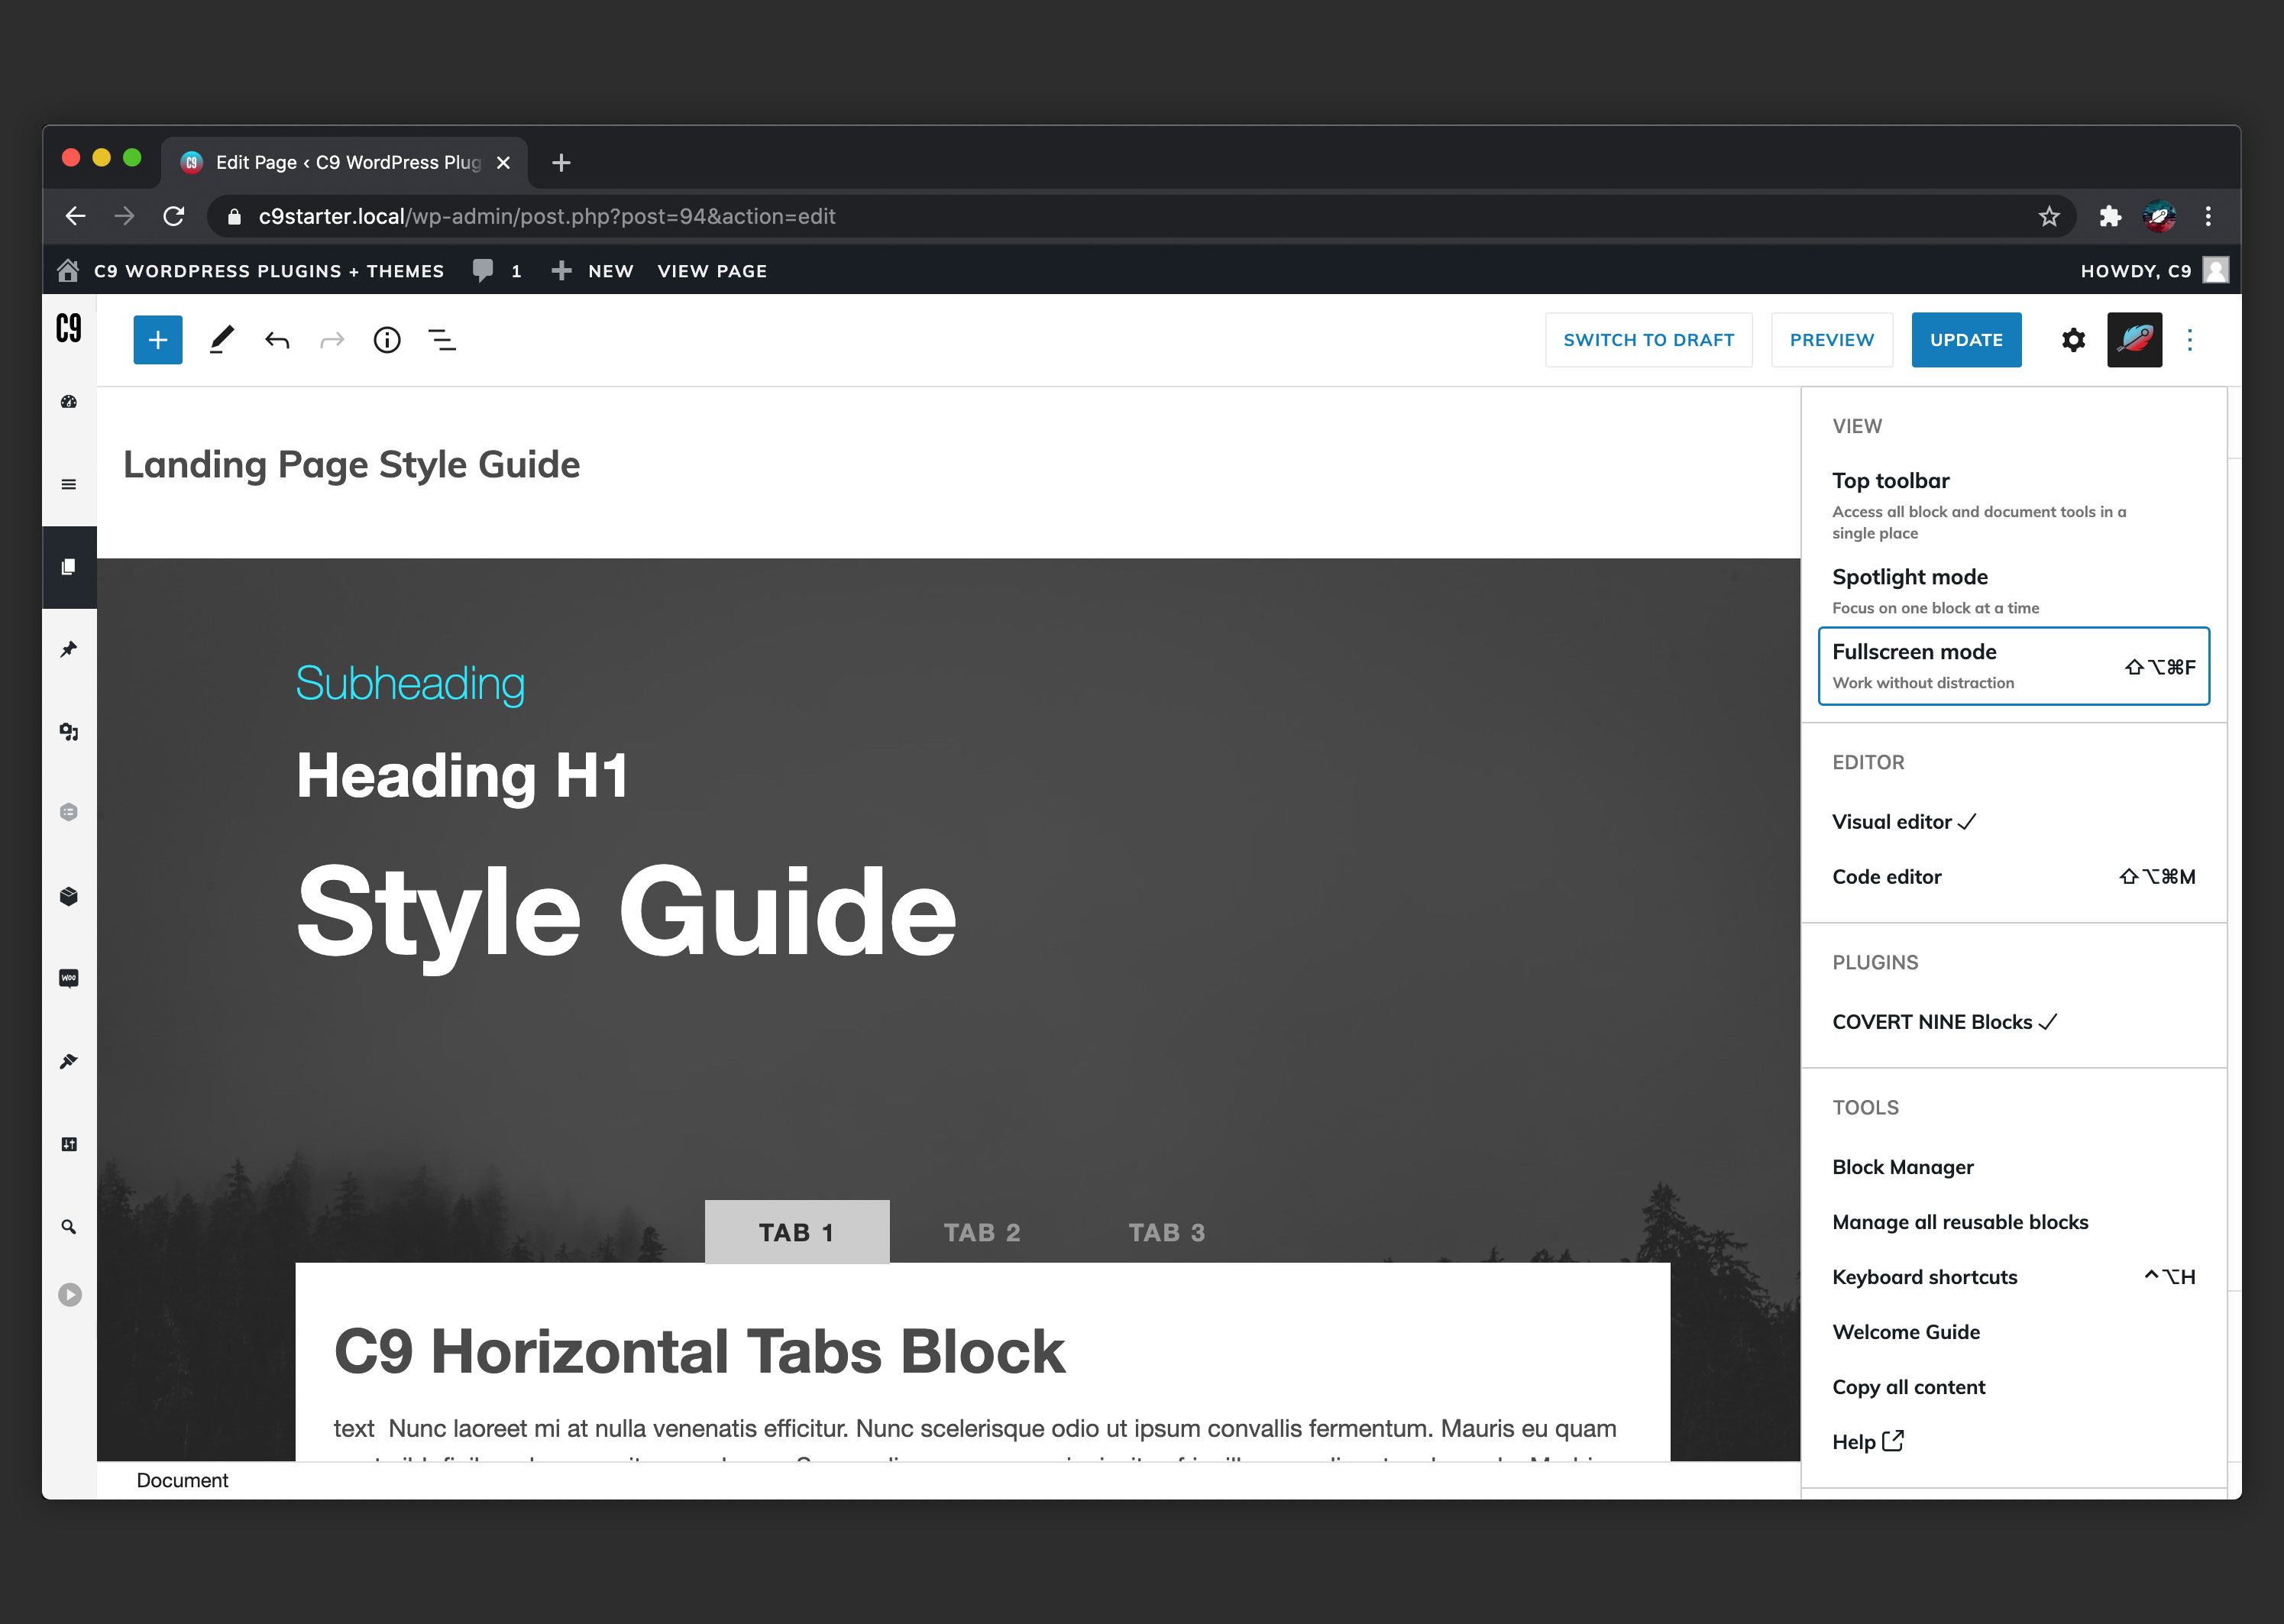 C9 Edit Page ‹ C9 WordPress Plug
c9starter.local/wp-admin/post.php?post=94&action=edit
C9 WORDPRESS PLUGINS + THEMES 1 NEW VIEW PAGE HOWDY, C9
C9
SWITCH TO DRAFT PREVIEW UPDATE
Landing Page Style Guide
Subheading
Heading H1
Style Guide
WOO
TAB 1 TAB 2 TAB 3
C9 Horizontal Tabs Block
text Nunc laoreet mi at nulla venenatis efficitur. Nunc scelerisque odio ut ipsum convallis fermentum. Mauris eu quam
Document
VIEW
Top toolbar
Access all block and document tools in a
single place
Spotlight mode
Focus on one block at a time
Fullscreen mode ⇧⌥⌘F
Work without distraction
EDITOR
Visual editor ✓
Code editor ⇧⌥⌘M
PLUGINS
COVERT NINE Blocks ✓
TOOLS
Block Manager
Manage all reusable blocks
Keyboard shortcuts ^⌥H
Welcome Guide
Copy all content
Help